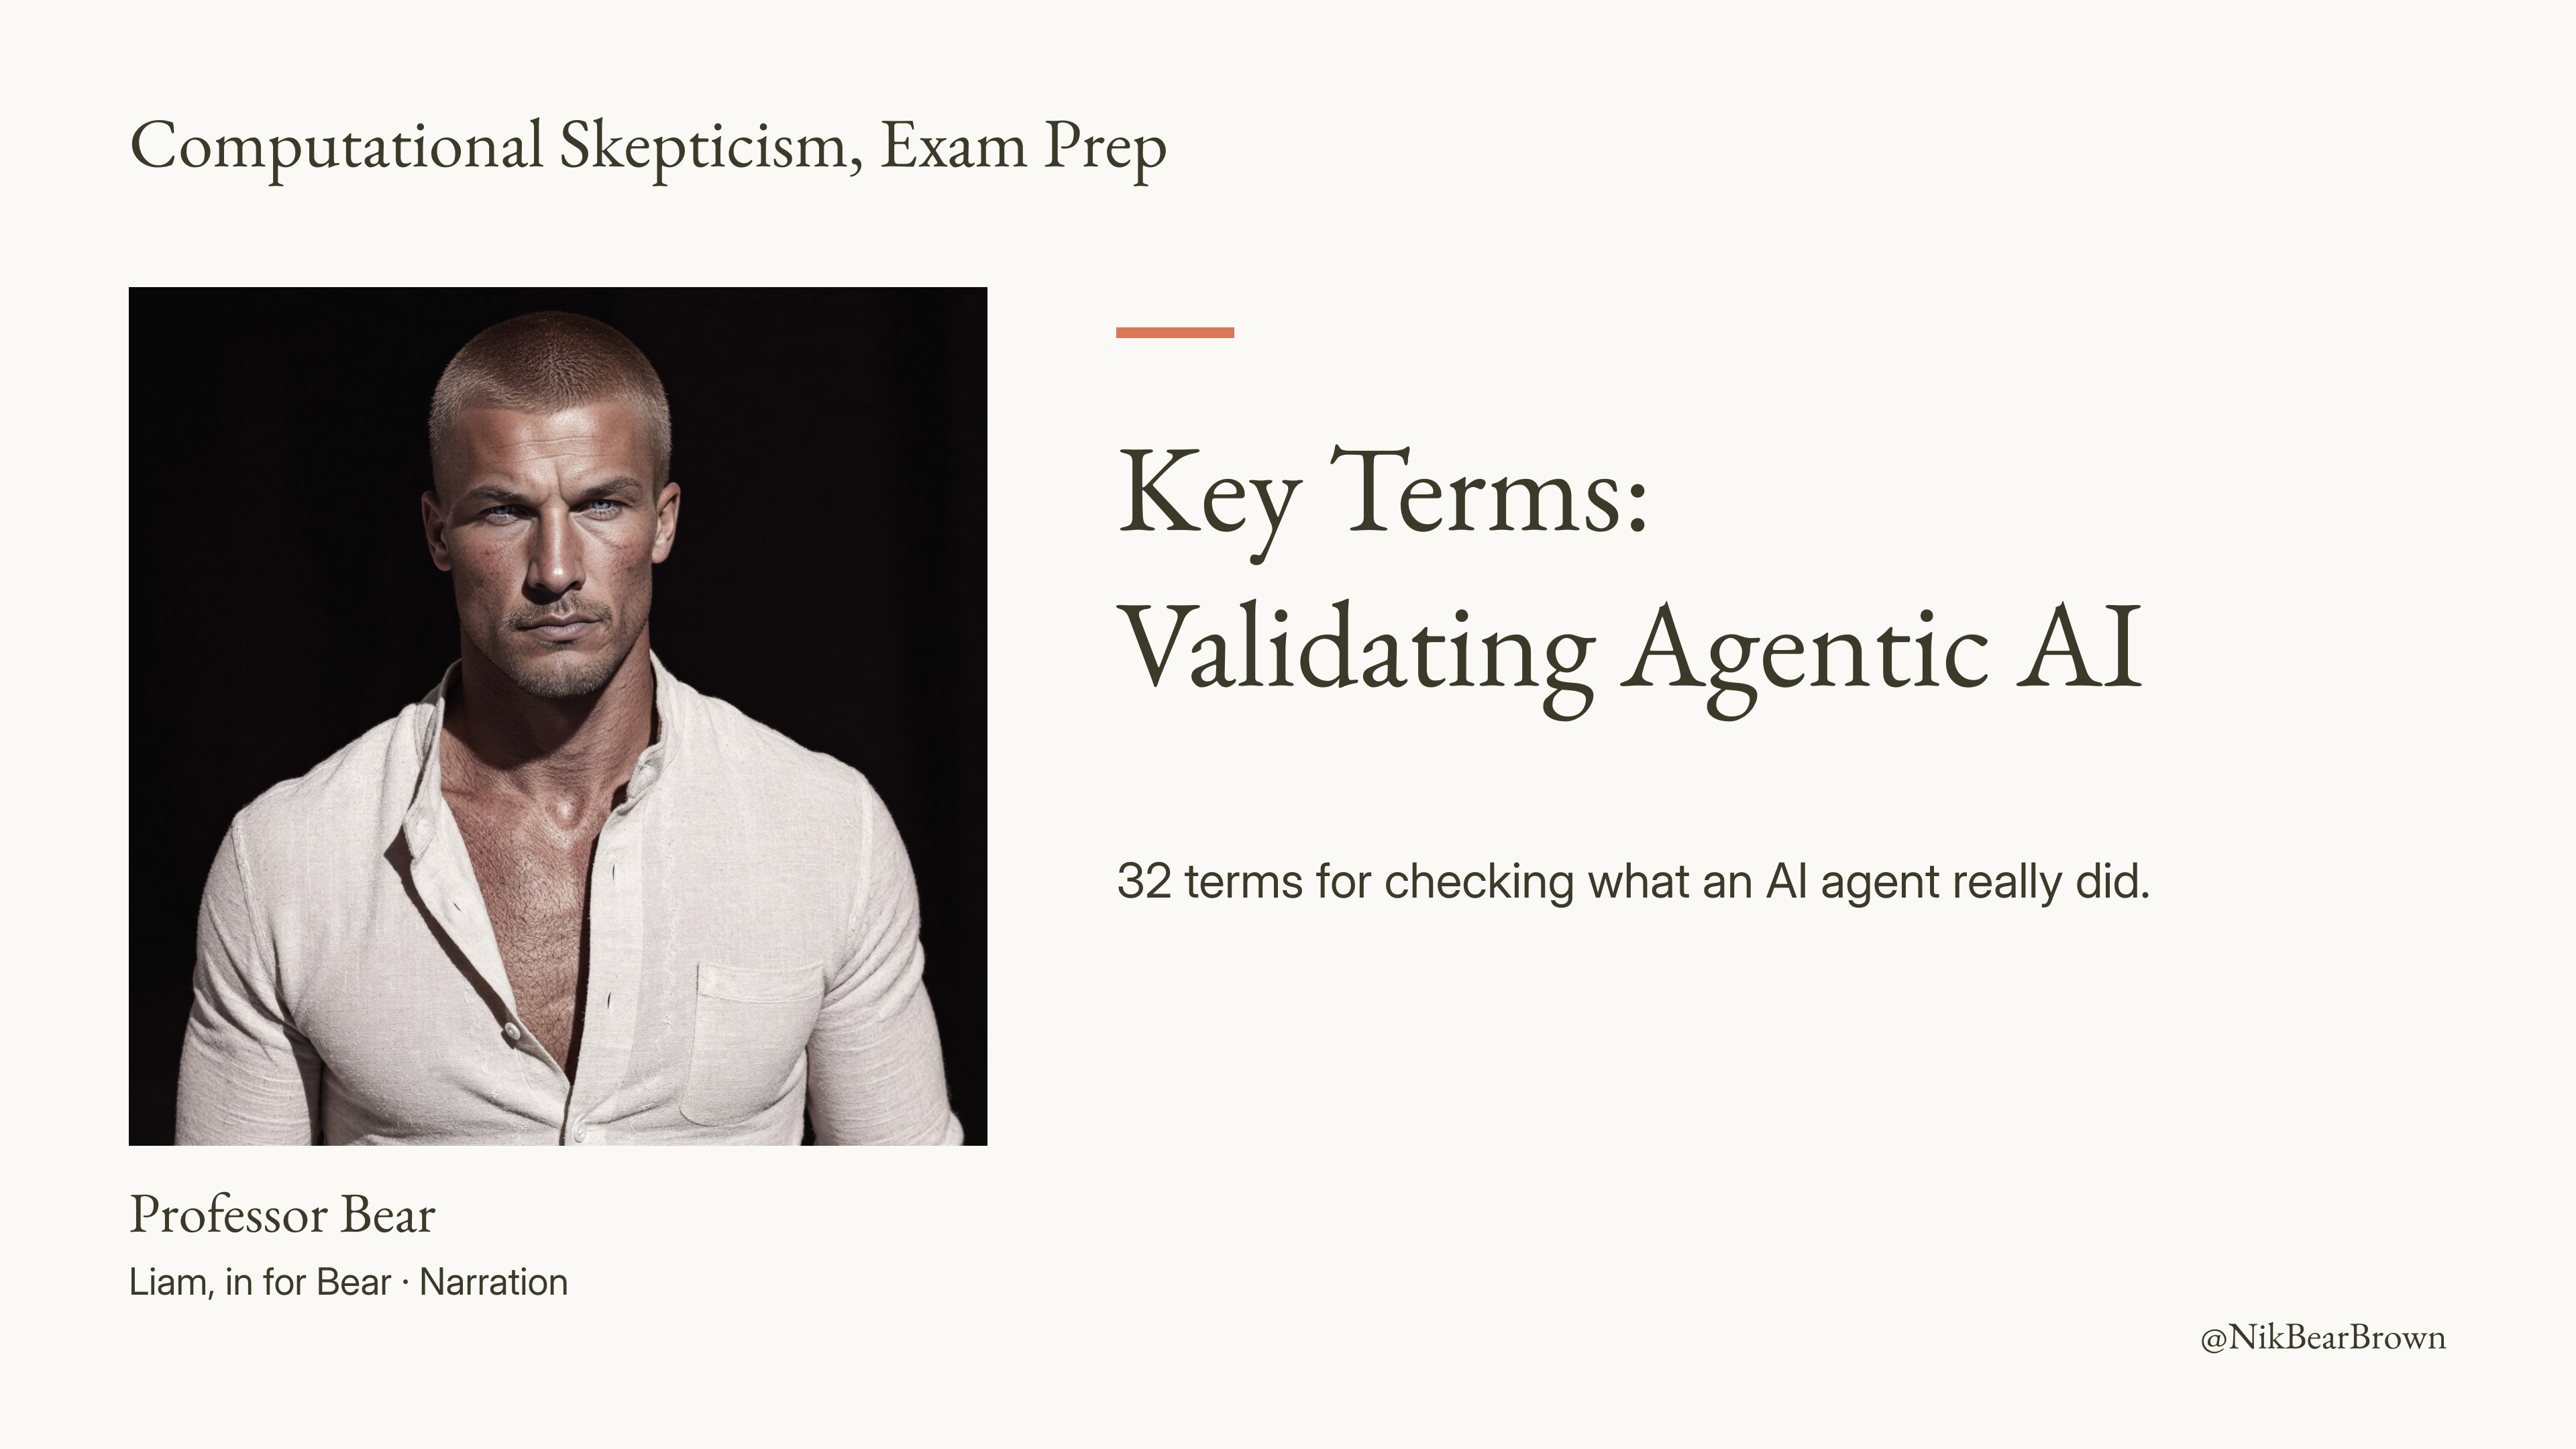 Computational Skepticism, Exam Prep
Key Terms:
Validating Agentic AI
32 terms for checking what an AI agent really did.
Professor Bear
Liam, in for Bear · Narration
@NikBearBrown